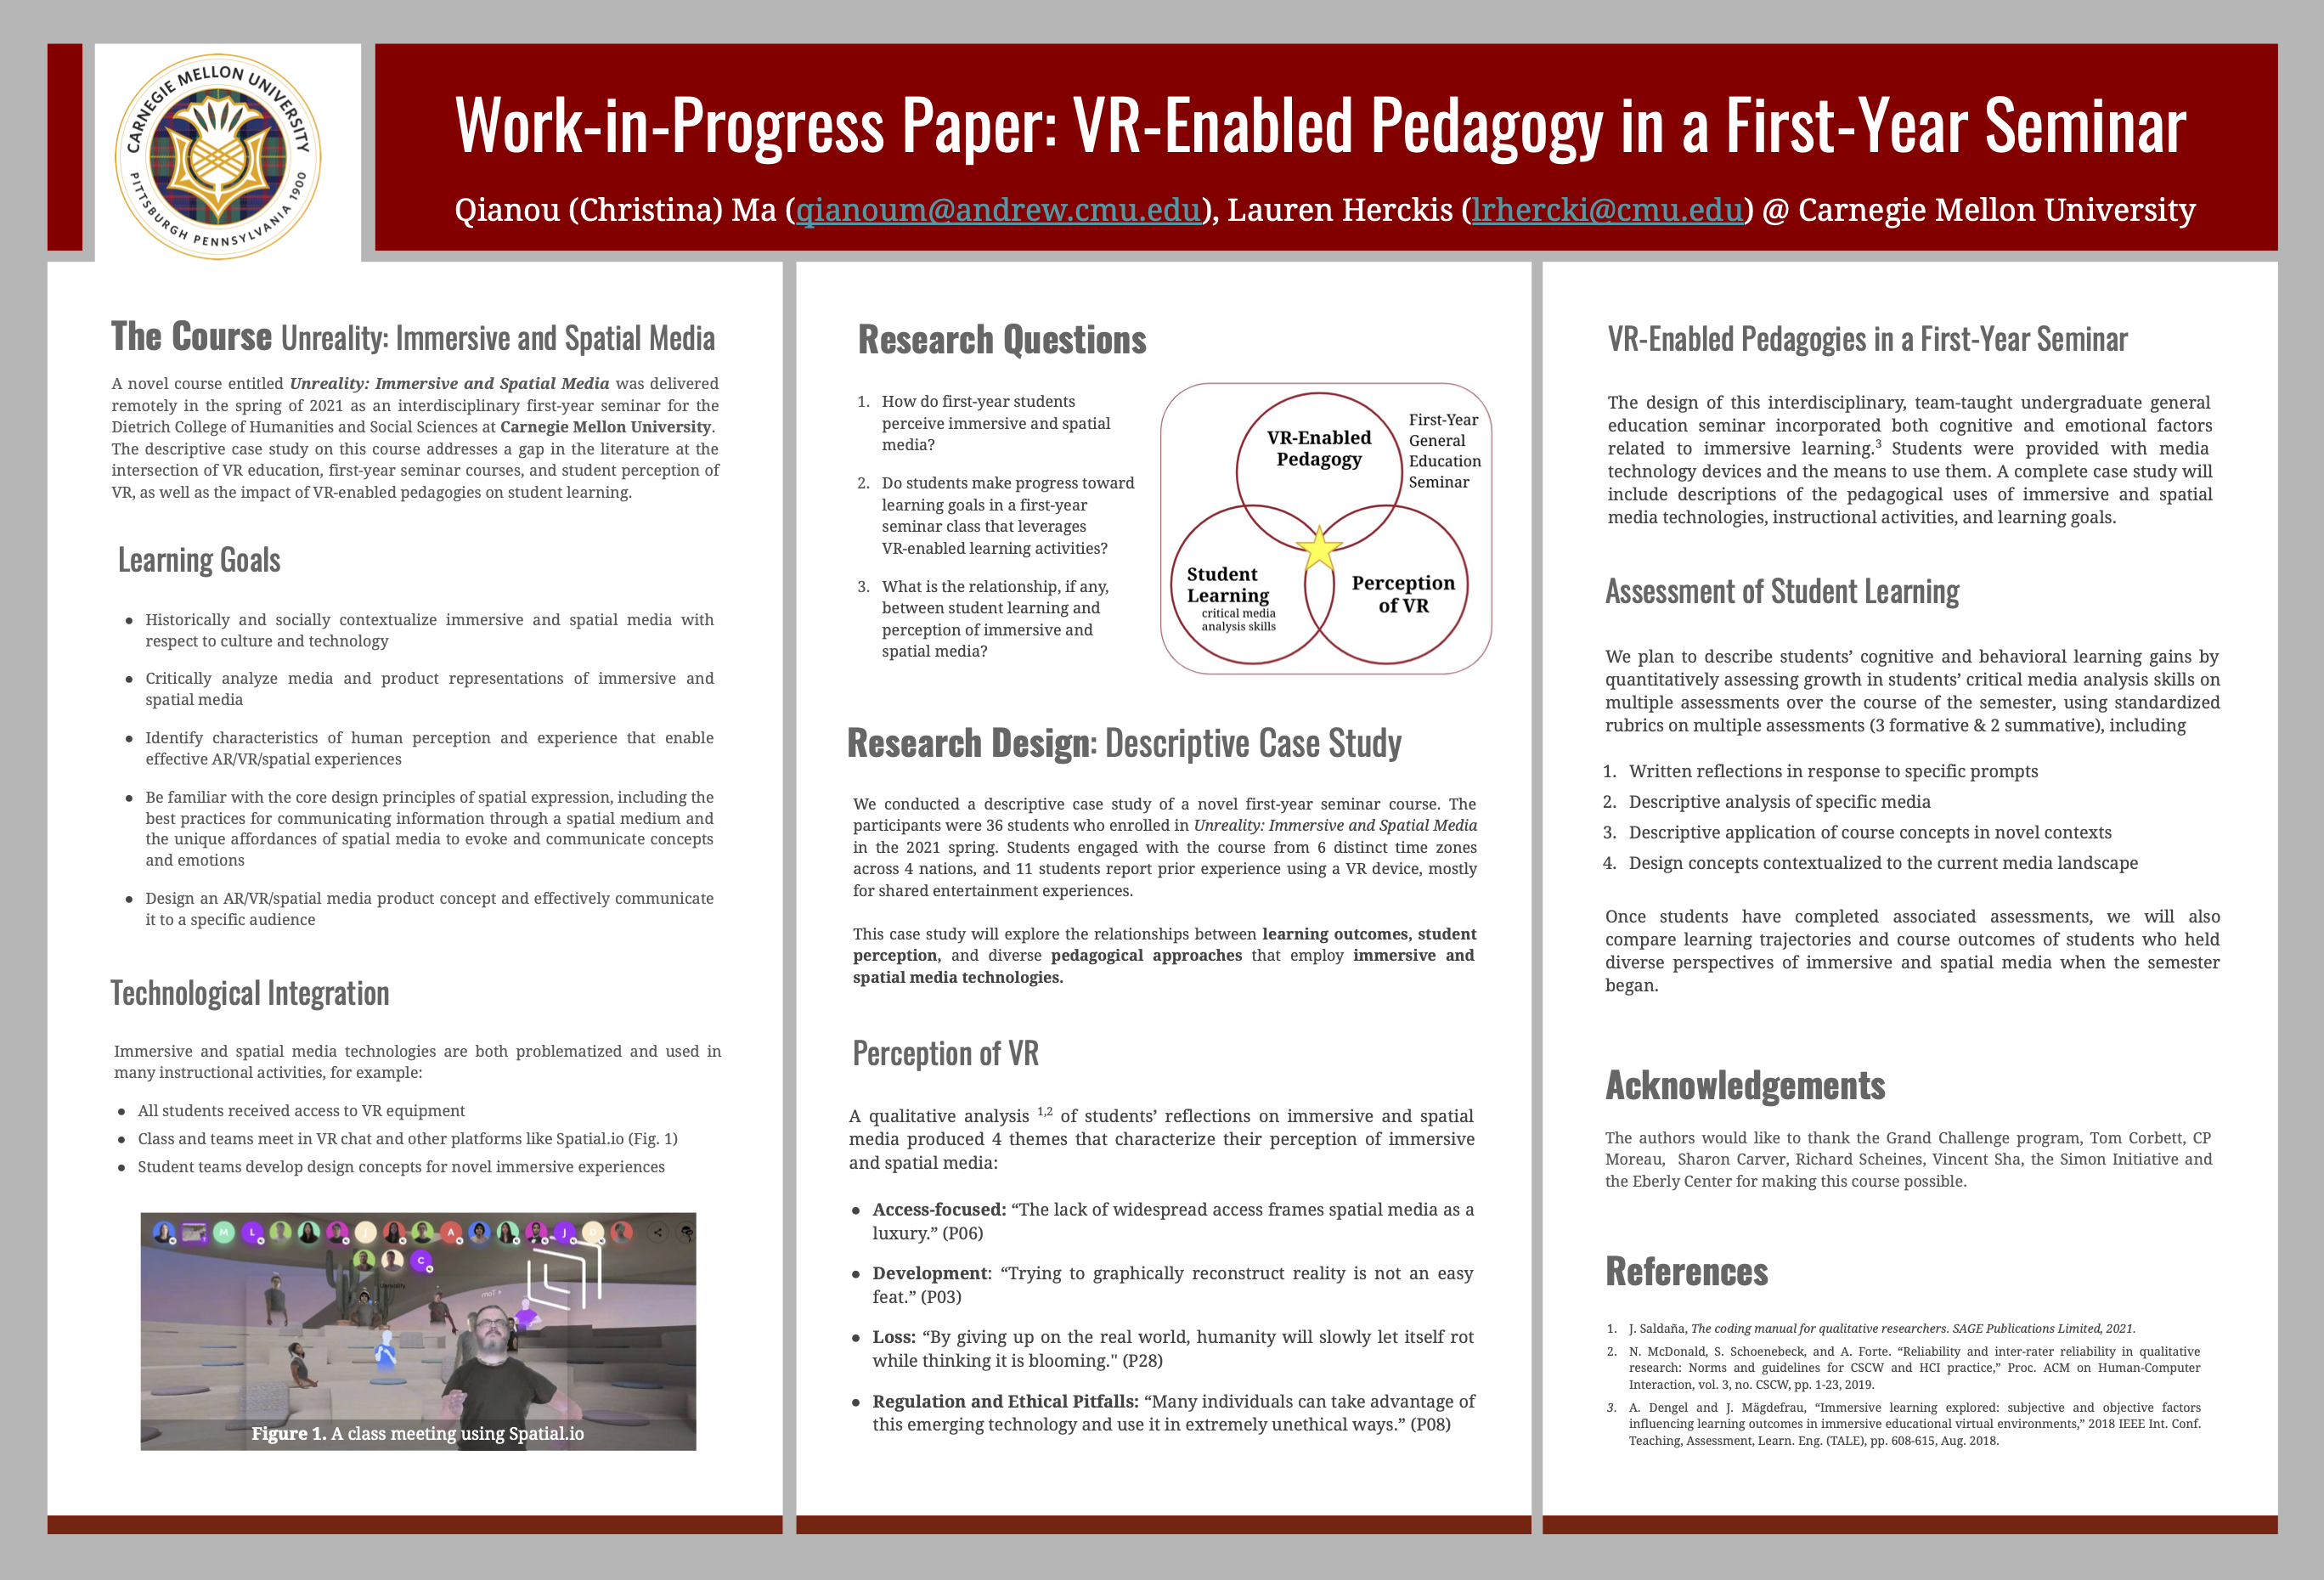 CARNEGIE MELLON UNIVERSITY
PITTSBURGH PENNSYLVANIA 1900
Work-in-Progress Paper: VR-Enabled Pedagogy in a First-Year Seminar
Qianou (Christina) Ma (qianoum@andrew.cmu.edu), Lauren Herckis (lrhercki@cmu.edu) @ Carnegie Mellon University
The Course Unreality: Immersive and Spatial Media
A novel course entitled Unreality: Immersive and Spatial Media was delivered
remotely in the spring of 2021 as an interdisciplinary first-year seminar for the
Dietrich College of Humanities and Social Sciences at Carnegie Mellon University.
The descriptive case study on this course addresses a gap in the literature at the
intersection of VR education, first-year seminar courses, and student perception of
VR, as well as the impact of VR-enabled pedagogies on student learning.
Learning Goals
● Historically and socially contextualize immersive and spatial media with
respect to culture and technology
● Critically analyze media and product representations of immersive and
spatial media
● Identify characteristics of human perception and experience that enable
effective AR/VR/spatial experiences
● Be familiar with the core design principles of spatial expression, including the
best practices for communicating information through a spatial medium and
the unique affordances of spatial media to evoke and communicate concepts
and emotions
● Design an AR/VR/spatial media product concept and effectively communicate
it to a specific audience
Technological Integration
Immersive and spatial media technologies are both problematized and used in
many instructional activities, for example:
● All students received access to VR equipment
● Class and teams meet in VR chat and other platforms like Spatial.io (Fig. 1)
● Student teams develop design concepts for novel immersive experiences
M L J A J C
Figure 1. A class meeting using Spatial.io
Research Questions
1. How do first-year students
perceive immersive and spatial
media?
2. Do students make progress toward
learning goals in a first-year
seminar class that leverages
VR-enabled learning activities?
3. What is the relationship, if any,
between student learning and
perception of immersive and
spatial media?
VR-Enabled
Pedagogy
First-Year
General
Education
Seminar
Student
Learning
critical media
analysis skills
Perception
of VR
Research Design: Descriptive Case Study
We conducted a descriptive case study of a novel first-year seminar course. The
participants were 36 students who enrolled in Unreality: Immersive and Spatial Media
in the 2021 spring. Students engaged with the course from 6 distinct time zones
across 4 nations, and 11 students report prior experience using a VR device, mostly
for shared entertainment experiences.
This case study will explore the relationships between learning outcomes, student
perception, and diverse pedagogical approaches that employ immersive and
spatial media technologies.
Perception of VR
A qualitative analysis 1,2 of students’ reflections on immersive and spatial
media produced 4 themes that characterize their perception of immersive
and spatial media:
● Access-focused: “The lack of widespread access frames spatial media as a
luxury.” (P06)
● Development: “Trying to graphically reconstruct reality is not an easy
feat.” (P03)
● Loss: “By giving up on the real world, humanity will slowly let itself rot
while thinking it is blooming." (P28)
● Regulation and Ethical Pitfalls: “Many individuals can take advantage of
this emerging technology and use it in extremely unethical ways.” (P08)
VR-Enabled Pedagogies in a First-Year Seminar
The design of this interdisciplinary, team-taught undergraduate general
education seminar incorporated both cognitive and emotional factors
related to immersive learning.3 Students were provided with media
technology devices and the means to use them. A complete case study will
include descriptions of the pedagogical uses of immersive and spatial
media technologies, instructional activities, and learning goals.
Assessment of Student Learning
We plan to describe students’ cognitive and behavioral learning gains by
quantitatively assessing growth in students’ critical media analysis skills on
multiple assessments over the course of the semester, using standardized
rubrics on multiple assessments (3 formative & 2 summative), including
1. Written reflections in response to specific prompts
2. Descriptive analysis of specific media
3. Descriptive application of course concepts in novel contexts
4. Design concepts contextualized to the current media landscape
Once students have completed associated assessments, we will also
compare learning trajectories and course outcomes of students who held
diverse perspectives of immersive and spatial media when the semester
began.
Acknowledgements
The authors would like to thank the Grand Challenge program, Tom Corbett, CP
Moreau, Sharon Carver, Richard Scheines, Vincent Sha, the Simon Initiative and
the Eberly Center for making this course possible.
References
1. J. Saldaña, The coding manual for qualitative researchers. SAGE Publications Limited, 2021.
2. N. McDonald, S. Schoenebeck, and A. Forte. “Reliability and inter-rater reliability in qualitative
research: Norms and guidelines for CSCW and HCI practice,” Proc. ACM on Human-Computer
Interaction, vol. 3, no. CSCW, pp. 1-23, 2019.
3. A. Dengel and J. Mägdefrau, “Immersive learning explored: subjective and objective factors
influencing learning outcomes in immersive educational virtual environments,” 2018 IEEE Int. Conf.
Teaching, Assessment, Learn. Eng. (TALE), pp. 608-615, Aug. 2018.